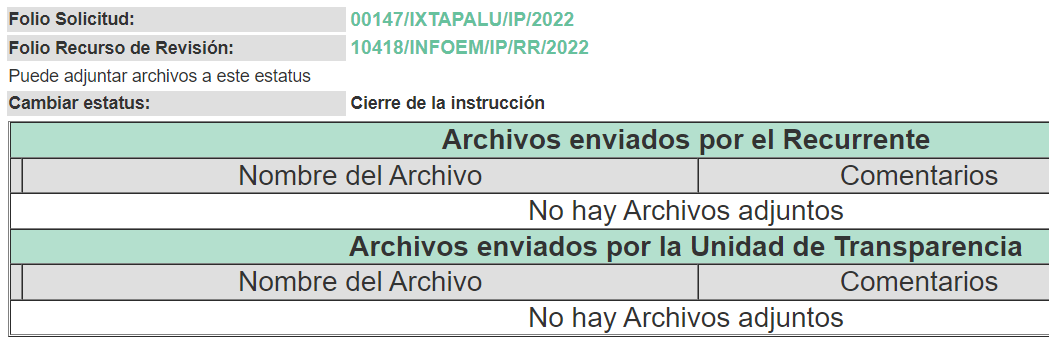 Folio Solicitud: 00147/IXTAPALU/IP/2022
Folio Recurso de Revisión: 10418/INFOEM/IP/RR/2022
Puede adjuntar archivos a este estatus
Cambiar estatus: Cierre de la instrucción
Archivos enviados por el Recurrente
Nombre del Archivo Comentarios
No hay Archivos adjuntos
Archivos enviados por la Unidad de Transparencia
Nombre del Archivo Comentarios
No hay Archivos adjuntos